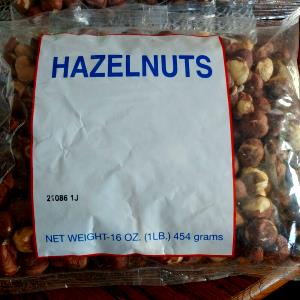 HAZELNUTS
21086 1J
NET WEIGHT-16 OZ. (1LB.) 454 grams